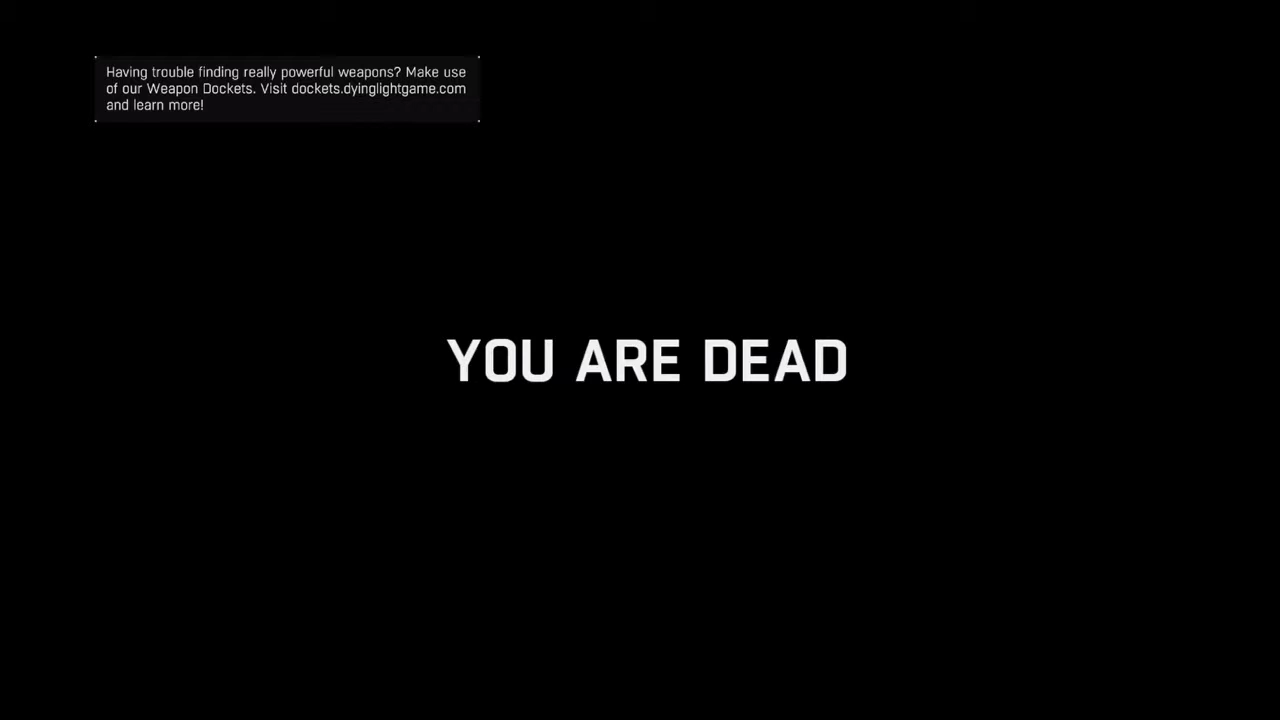 Having trouble finding really powerful weapons? Make use
of our Weapon Dockets. Visit dockets.dyinglightgame.com
and learn more!
YOU ARE DEAD